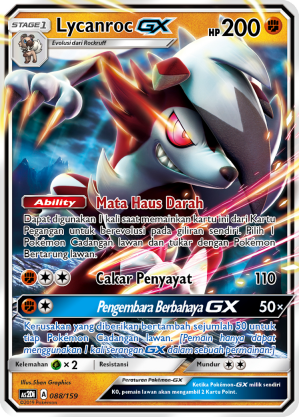 STAGE 1 Lycanroc GX HP 200
Evolusi dari Rockruff
Ability Mata Haus Darah
Dapat digunakan 1 kali saat memainkan kartu ini dari Kartu
Pegangan untuk berevolusi pada giliran sendiri. Pilih 1
Pokémon Cadangan lawan dan tukar dengan Pokémon
Bertarung lawan.
Cakar Penyayat 110
Pengembara Berbahaya GX 50×
Kerusakan yang diberikan bertambah sejumlah 50 untuk
tiap Pokémon Cadangan lawan. [Pemain hanya dapat
menggunakan 1 kali serangan GX dalam sebuah permainan.]
Kelemahan ×2 Resistansi Mundur
Illus. 5ban Graphics
AS2D A 088/159
Peraturan Pokémon-GX
Ketika Pokémon-GX milik sendiri KO,
lawan mengambil 2 Kartu Point.